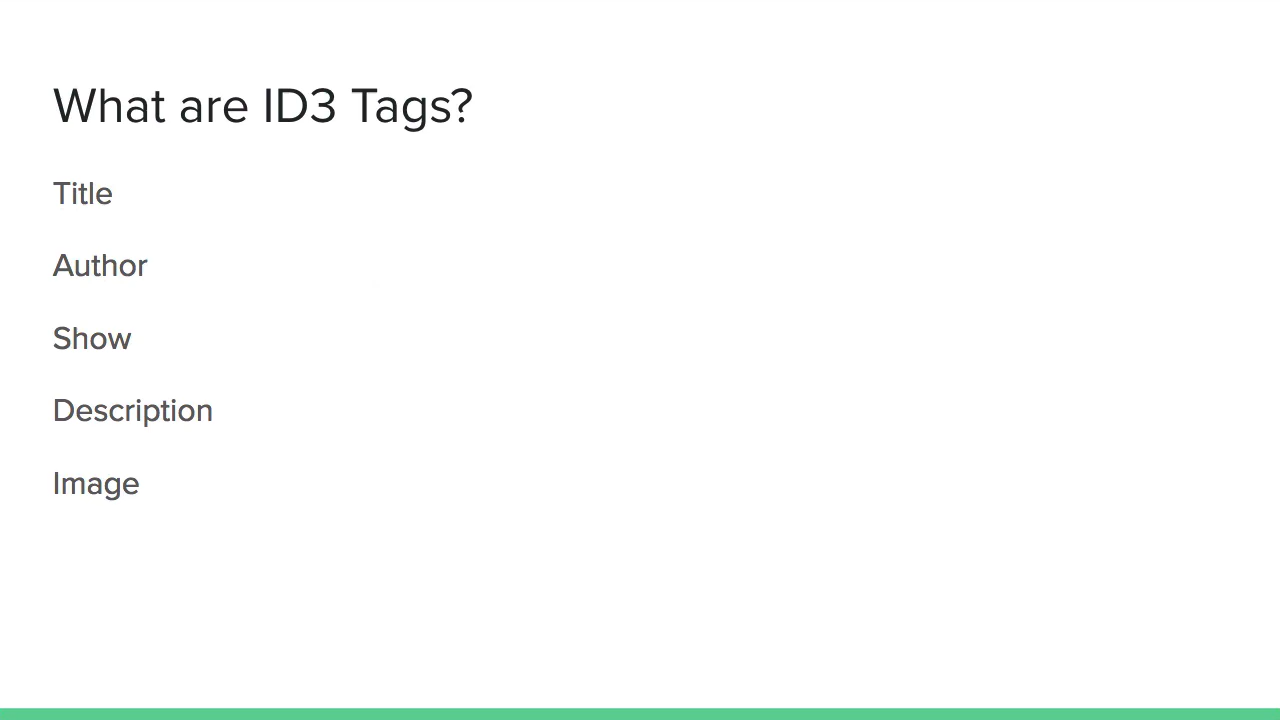 What are ID3 Tags?
Title
Author
Show
Description
Image